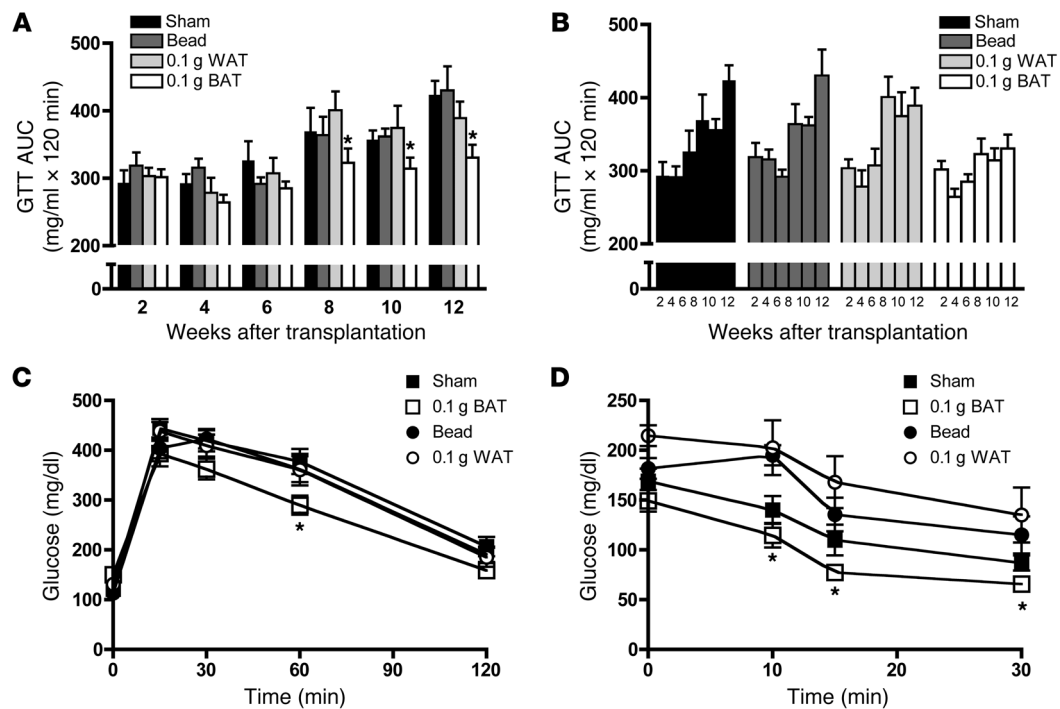 A
Sham
Bead
0.1 g WAT
0.1 g BAT
GTT AUC
(mg/ml × 120 min)
500
400
300
200
0
*
*
*
2 4 6 8 10 12
Weeks after transplantation
B
Sham
Bead
0.1 g WAT
0.1 g BAT
GTT AUC
(mg/ml × 120 min)
500
400
300
200
0
2 4 6 8 10 12 2 4 6 8 10 12 2 4 6 8 10 12 2 4 6 8 10 12
Weeks after transplantation
C
Sham
0.1 g BAT
Bead
0.1 g WAT
Glucose (mg/dl)
500
400
300
200
100
0
*
0 30 60 90 120
Time (min)
D
Sham
0.1 g BAT
Bead
0.1 g WAT
Glucose (mg/dl)
250
200
150
100
50
0
*
*
*
0 10 20 30
Time (min)